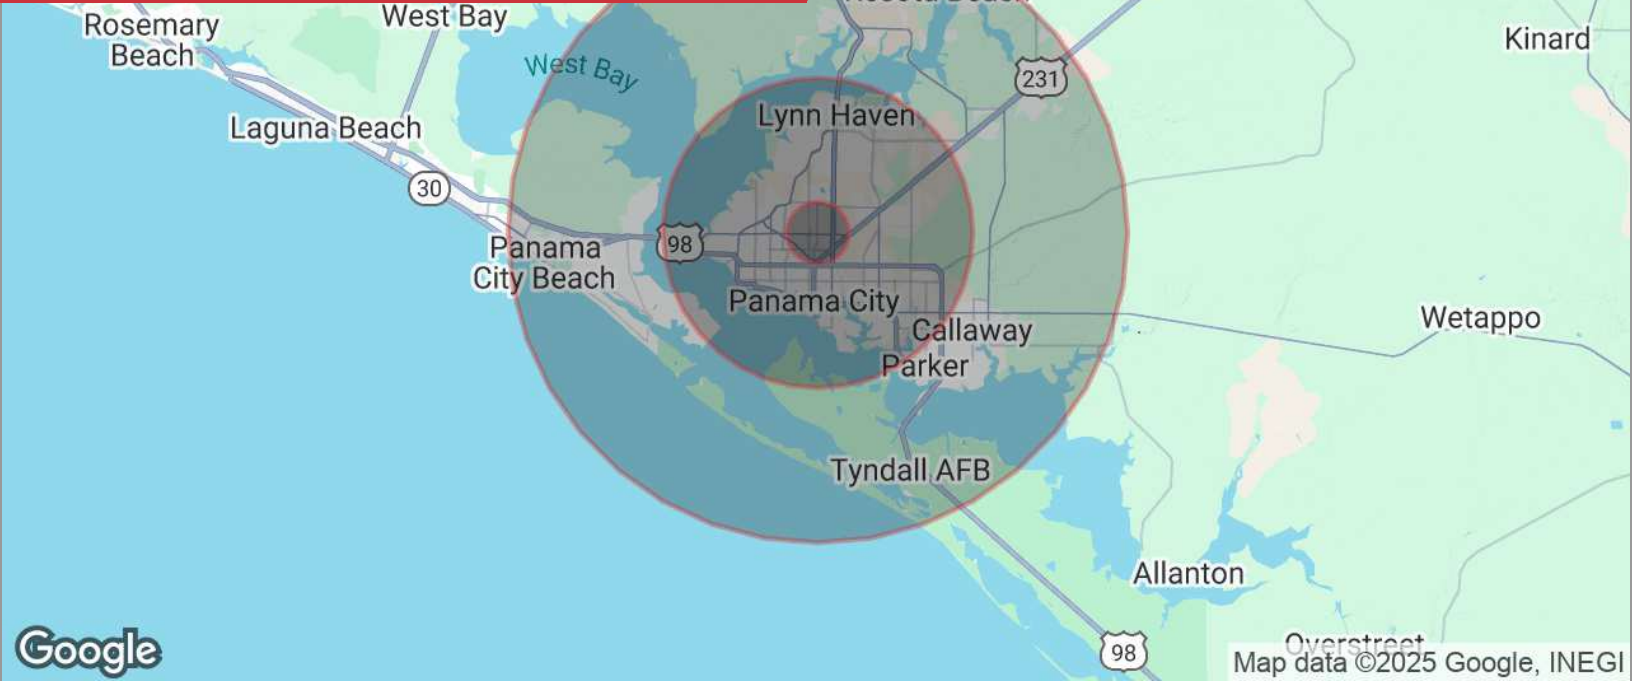 West Bay
Rosemary
Beach
Kinard
West Bay
231
Lynn Haven
Laguna Beach
30
98
Panama
City Beach
Panama City
Callaway
Wetappo
Parker
Tyndall AFB
Allanton
Overstreet
98
Google
Map data ©2025 Google, INEGI